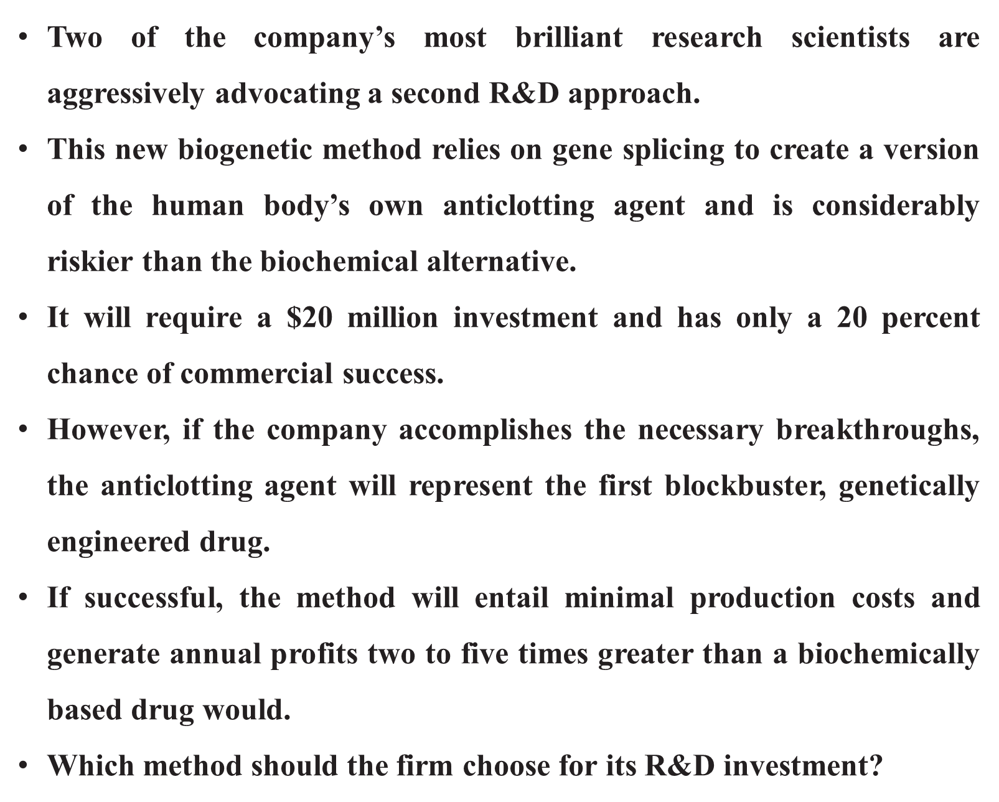 • Two of the company’s most brilliant research scientists are
aggressively advocating a second R&D approach.
• This new biogenetic method relies on gene splicing to create a version
of the human body’s own anticlotting agent and is considerably
riskier than the biochemical alternative.
• It will require a $20 million investment and has only a 20 percent
chance of commercial success.
• However, if the company accomplishes the necessary breakthroughs,
the anticlotting agent will represent the first blockbuster, genetically
engineered drug.
• If successful, the method will entail minimal production costs and
generate annual profits two to five times greater than a biochemically
based drug would.
• Which method should the firm choose for its R&D investment?